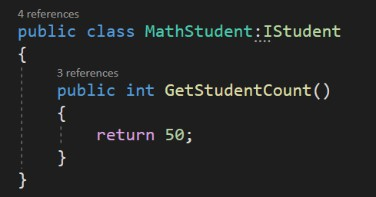 4 references
public class MathStudent:IStudent
{
3 references
public int GetStudentCount()
{
return 50;
}
}